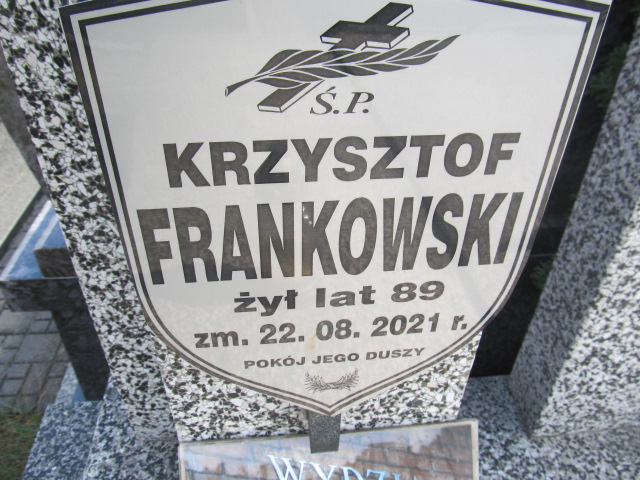 Ś.P.
KRZYSZTOF
FRANKOWSKI
żył lat 89
zm. 22. 08. 2021 r.
POKÓJ JEGO DUSZY